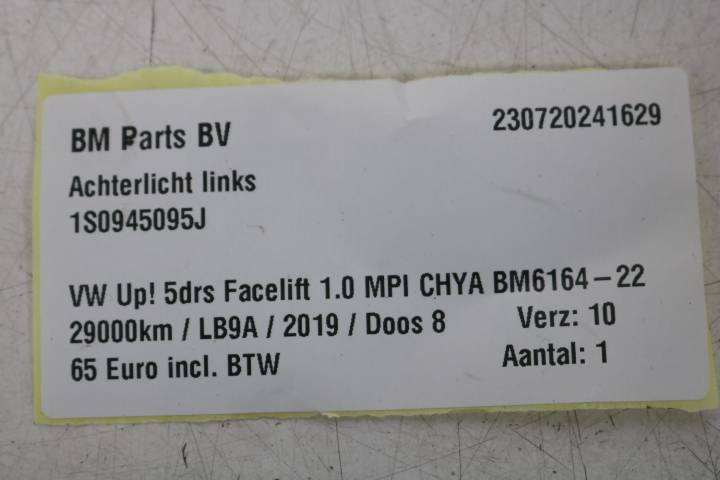 BM Parts BV 230720241629
Achterlicht links
1S0945095J
VW Up! 5drs Facelift 1.0 MPI CHYA BM6164-22
29000km / LB9A / 2019 / Doos 8 Verz: 10
65 Euro incl. BTW Aantal: 1